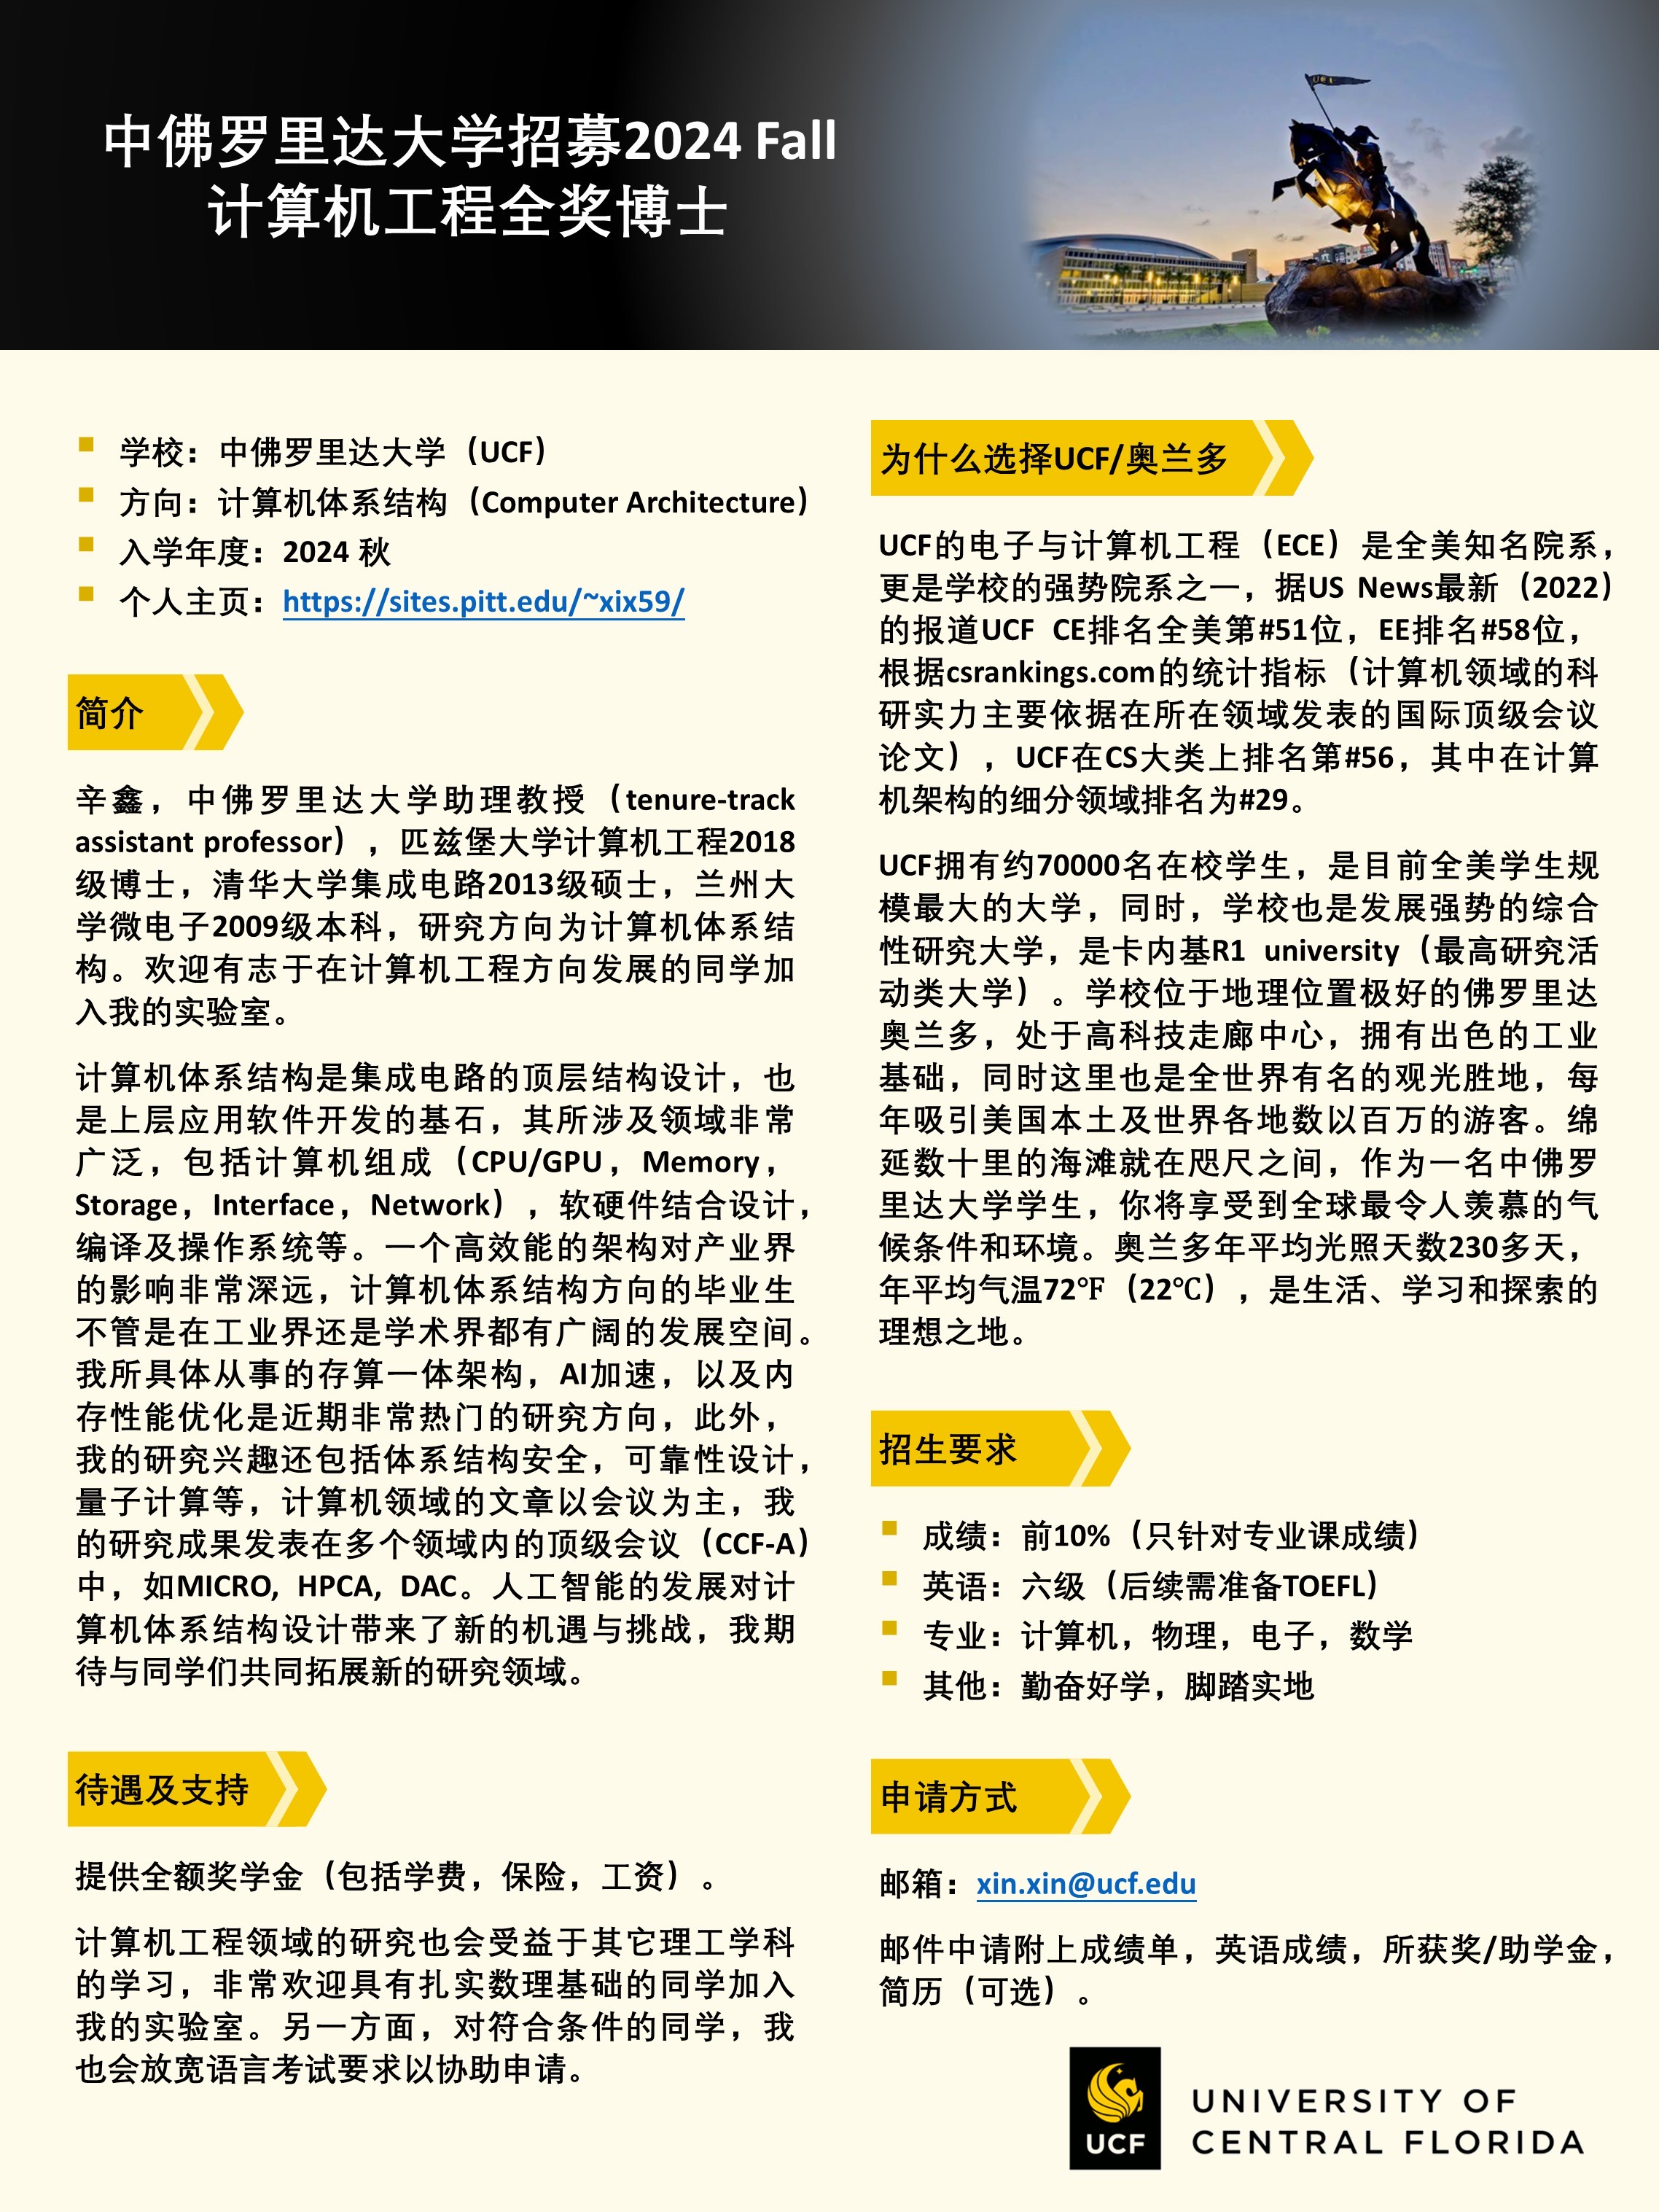 中佛罗里达大学招募2024 Fall
计算机工程全奖博士
学校：中佛罗里达大学（UCF）
方向：计算机体系结构（Computer Architecture）
入学年度：2024 秋
个人主页：https://sites.pitt.edu/~xix59/
简介
辛鑫，中佛罗里达大学助理教授（tenure-track
assistant professor），匹兹堡大学计算机工程2018
级博士，清华大学集成电路2013级硕士，兰州大
学微电子2009级本科，研究方向为计算机体系结
构。欢迎有志于在计算机工程方向发展的同学加
入我的实验室。
计算机体系结构是集成电路的顶层结构设计，也
是上层应用软件开发的基石，其所涉及领域非常
广泛，包括计算机组成（CPU/GPU，Memory，
Storage，Interface，Network），软硬件结合设计，
编译及操作系统等。一个高效能的架构对产业界
的影响非常深远，计算机体系结构方向的毕业生
不管是在工业界还是学术界都有广阔的发展空间。
我所具体从事的存算一体架构，AI加速，以及内
存性能优化是近期非常热门的研究方向，此外，
我的研究兴趣还包括体系结构安全，可靠性设计，
量子计算等，计算机领域的文章以会议为主，我
的研究成果发表在多个领域内的顶级会议（CCF-A）
中，如MICRO, HPCA, DAC。人工智能的发展对计
算机体系结构设计带来了新的机遇与挑战，我期
待与同学们共同拓展新的研究领域。
待遇及支持
提供全额奖学金（包括学费，保险，工资）。
计算机工程领域的研究也会受益于其它理工学科
的学习，非常欢迎具有扎实数理基础的同学加入
我的实验室。另一方面，对符合条件的同学，我
也会放宽语言考试要求以协助申请。
为什么选择UCF/奥兰多
UCF的电子与计算机工程（ECE）是全美知名院系，
更是学校的强势院系之一，据US News最新（2022）
的报道UCF CE排名全美第#51位，EE排名#58位，
根据csrankings.com的统计指标（计算机领域的科
研实力主要依据在所在领域发表的国际顶级会议
论文），UCF在CS大类上排名第#56，其中在计算
机架构的细分领域排名为#29。
UCF拥有约70000名在校学生，是目前全美学生规
模最大的大学，同时，学校也是发展强势的综合
性研究大学，是卡内基R1 university（最高研究活
动类大学）。学校位于地理位置极好的佛罗里达
奥兰多，处于高科技走廊中心，拥有出色的工业
基础，同时这里也是全世界有名的观光胜地，每
年吸引美国本土及世界各地数以百万的游客。绵
延数十里的海滩就在咫尺之间，作为一名中佛罗
里达大学学生，你将享受到全球最令人羡慕的气
候条件和环境。奥兰多年平均光照天数230多天，
年平均气温72℉（22℃），是生活、学习和探索的
理想之地。
招生要求
成绩：前10%（只针对专业课成绩）
英语：六级（后续需准备TOEFL）
专业：计算机，物理，电子，数学
其他：勤奋好学，脚踏实地
申请方式
邮箱：xin.xin@ucf.edu
邮件中请附上成绩单，英语成绩，所获奖/助学金，
简历（可选）。
UCF
UNIVERSITY OF
CENTRAL FLORIDA